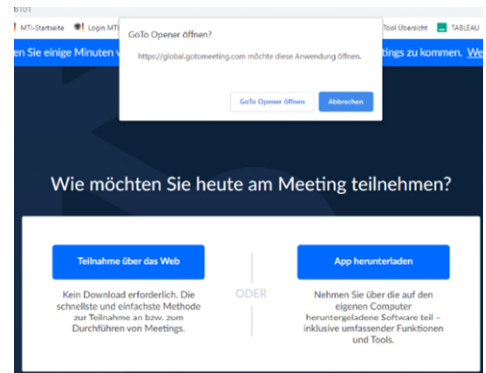 MTI-Startseite
Login MTI
Tool Übersicht
TABLEAU
en Sie einige Minuten v
tings zu kommen. We
GoTo Opener öffnen?
https://global.gotomeeting.com möchte diese Anwendung öffnen.
GoTo Opener öffnen
Abbrechen
Wie möchten Sie heute am Meeting teilnehmen?
Teilnahme über das Web
Kein Download erforderlich. Die
schnellste und einfachste Methode
zur Teilnahme an bzw. zum
Durchführen von Meetings.
ODER
App herunterladen
Nehmen Sie über die auf den
eigenen Computer
heruntergeladene Software teil –
inklusive umfassender Funktionen
und Tools.